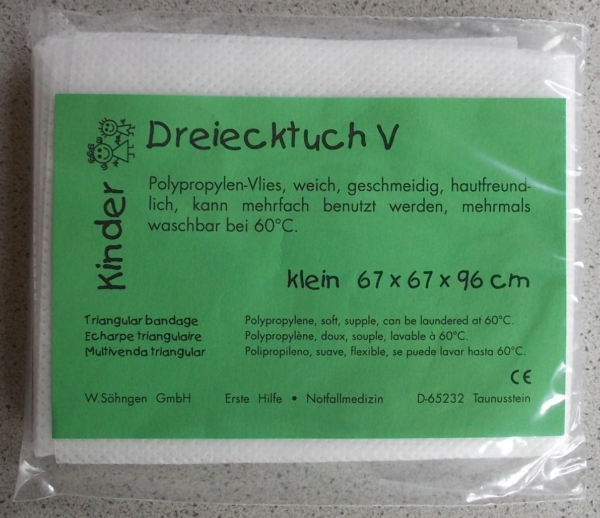 Kinder
Dreiecktuch V
Polypropylen-Vlies, weich, geschmeidig, hautfreund-
lich, kann mehrfach benutzt werden, mehrmals
waschbar bei 60°C.
klein 67 x 67 x 96 cm
Triangular bandage Polypropylene, soft, supple, can be laundered at 60°C.
Echarpe triangulaire Polypropylène, doux, souple, lavable à 60°C.
Multivenda triangular Polipropileno, suave, flexible, se puede lavar hasta 60°C.
CE
W.Söhngen GmbH Erste Hilfe • Notfallmedizin D-65232 Taunusstein